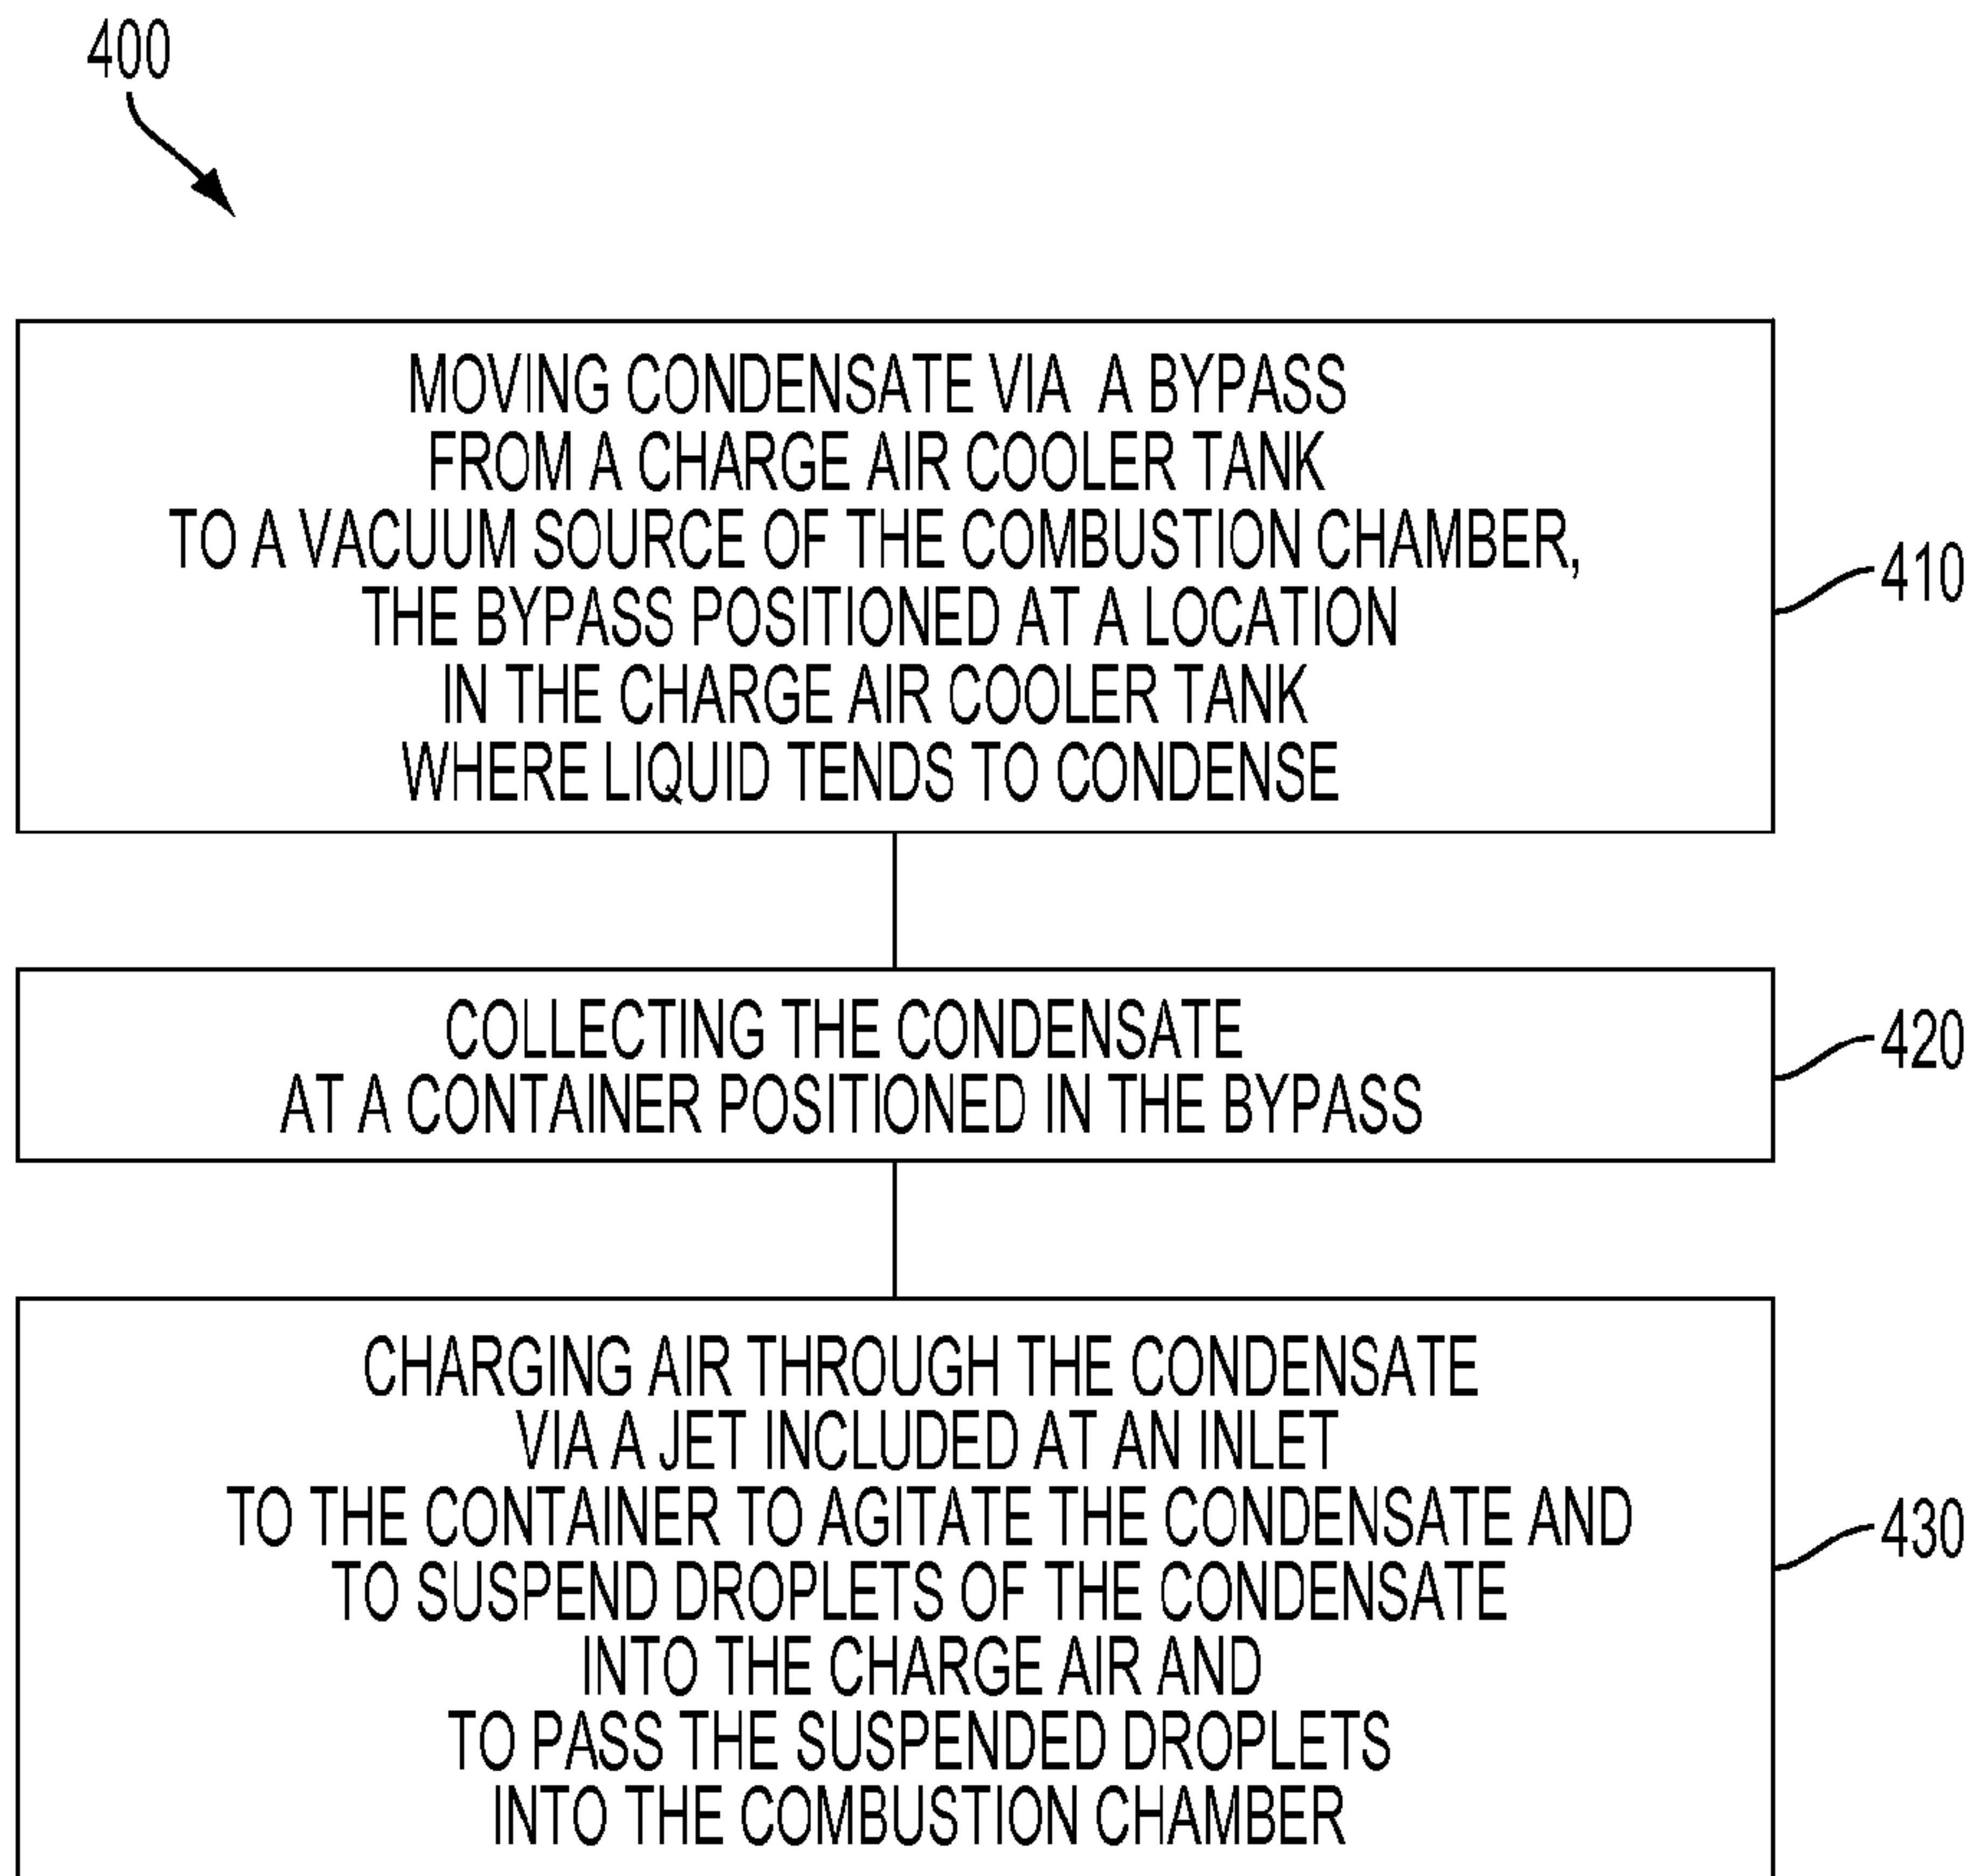 400
MOVING CONDENSATE VIA A BYPASS
FROM A CHARGE AIR COOLER TANK
TO A VACUUM SOURCE OF THE COMBUSTION CHAMBER,
THE BYPASS POSITIONED AT A LOCATION
IN THE CHARGE AIR COOLER TANK
WHERE LIQUID TENDS TO CONDENSE
410
COLLECTING THE CONDENSATE
AT A CONTAINER POSITIONED IN THE BYPASS
420
CHARGING AIR THROUGH THE CONDENSATE
VIA A JET INCLUDED AT AN INLET
TO THE CONTAINER TO AGITATE THE CONDENSATE AND
TO SUSPEND DROPLETS OF THE CONDENSATE
INTO THE CHARGE AIR AND
TO PASS THE SUSPENDED DROPLETS
INTO THE COMBUSTION CHAMBER
430